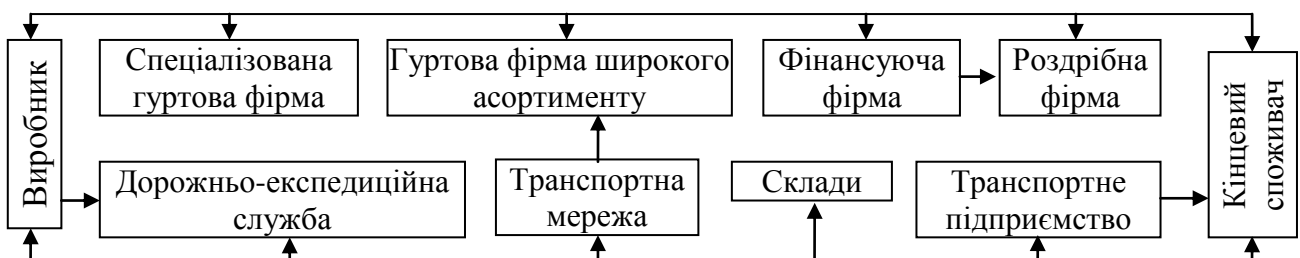 Виробник
Спеціалізована
гуртова фірма
Гуртова фірма широкого
асортименту
Фінансуюча
фірма
Роздрібна
фірма
Кінцевий
споживач
Дорожньо-експедиційна
служба
Транспортна
мережа
Склади
Транспортне
підприємство